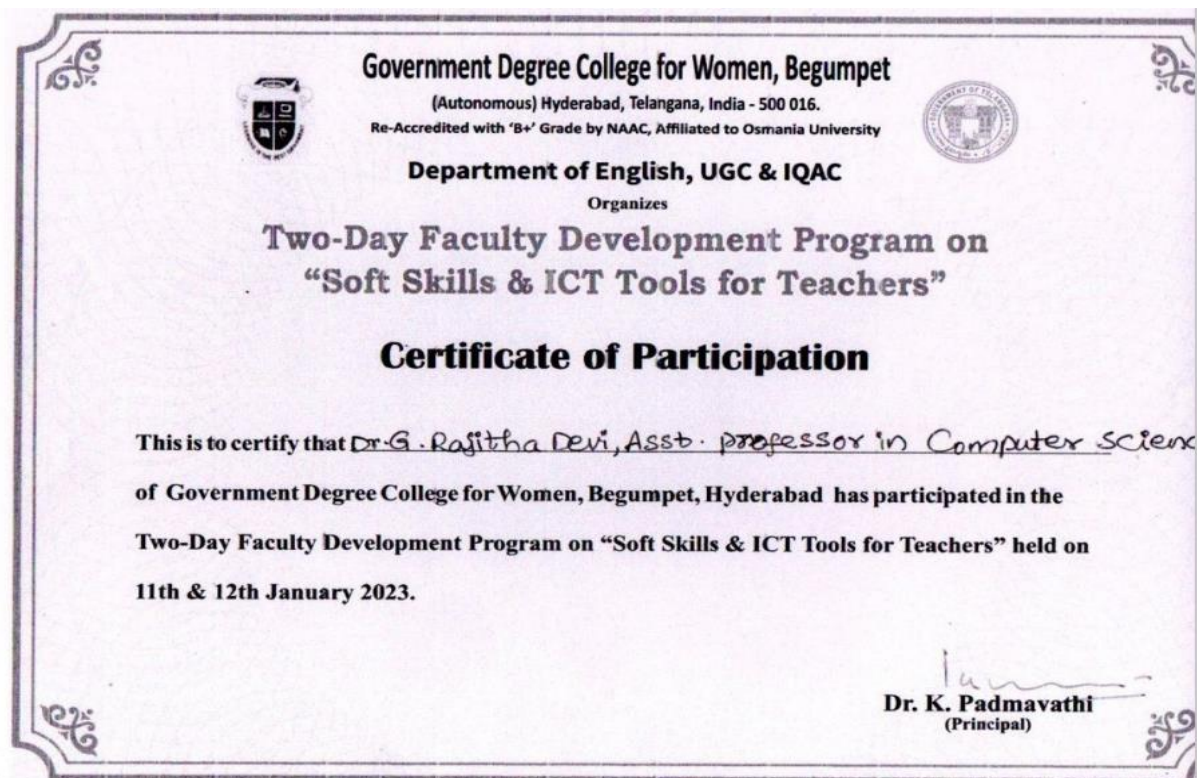 Government Degree College for Women, Begumpet
(Autonomous) Hyderabad, Telangana, India - 500 016.
Re-Accredited with 'B+' Grade by NAAC, Affiliated to Osmania University
Department of English, UGC & IQAC
Organizes
Two-Day Faculty Development Program on
"Soft Skills & ICT Tools for Teachers"
Certificate of Participation
This is to certify that Dr. G. Rajitha Devi, Asst. professor in Computer Scienc
of Government Degree College for Women, Begumpet, Hyderabad has participated in the
Two-Day Faculty Development Program on "Soft Skills & ICT Tools for Teachers" held on
11th & 12th January 2023.
Dr. K. Padmavathi
(Principal)